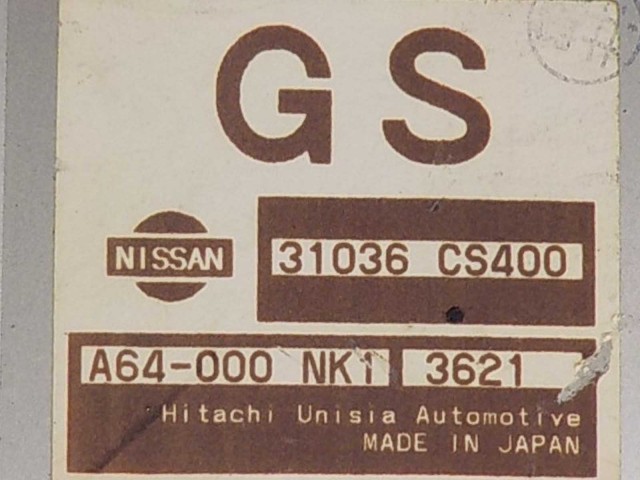 GS
NISSAN 31036 CS400
A64-000 NK1 3621
Hitachi Unisia Automotive
MADE IN JAPAN